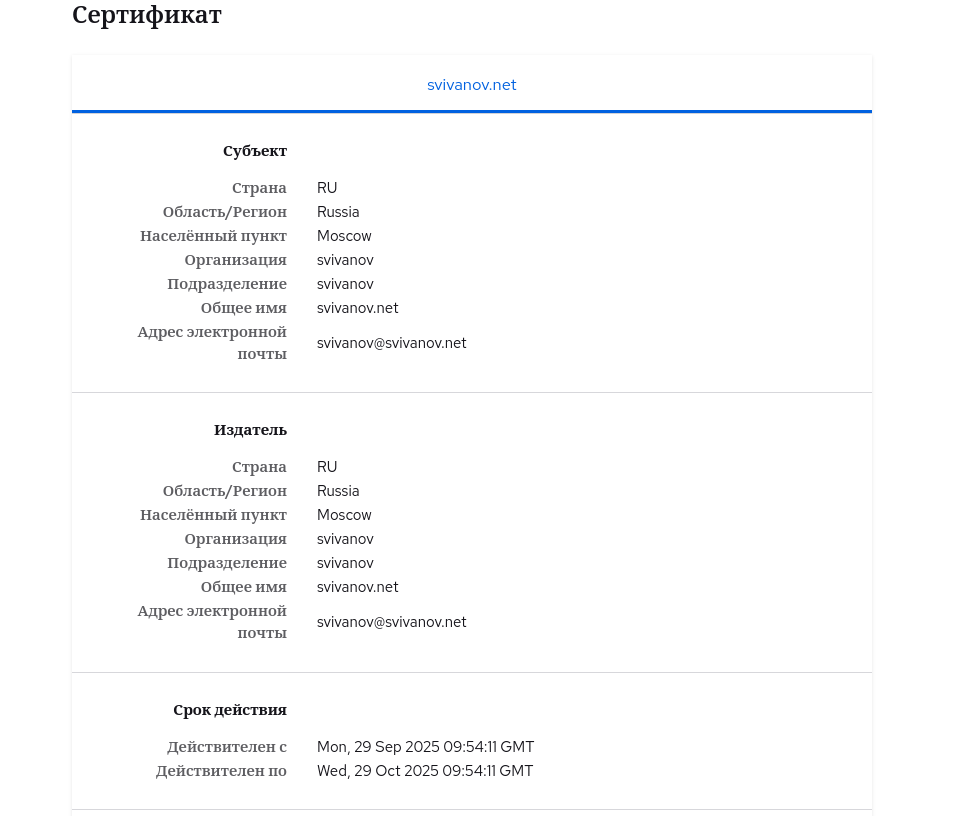 Сертификат
svivanov.net
Субъект
Страна RU
Область/Регион Russia
Населённый пункт Moscow
Организация svivanov
Подразделение svivanov
Общее имя svivanov.net
Адрес электронной
почты svivanov@svivanov.net
Издатель
Страна RU
Область/Регион Russia
Населённый пункт Moscow
Организация svivanov
Подразделение svivanov
Общее имя svivanov.net
Адрес электронной
почты svivanov@svivanov.net
Срок действия
Действителен с Mon, 29 Sep 2025 09:54:11 GMT
Действителен по Wed, 29 Oct 2025 09:54:11 GMT